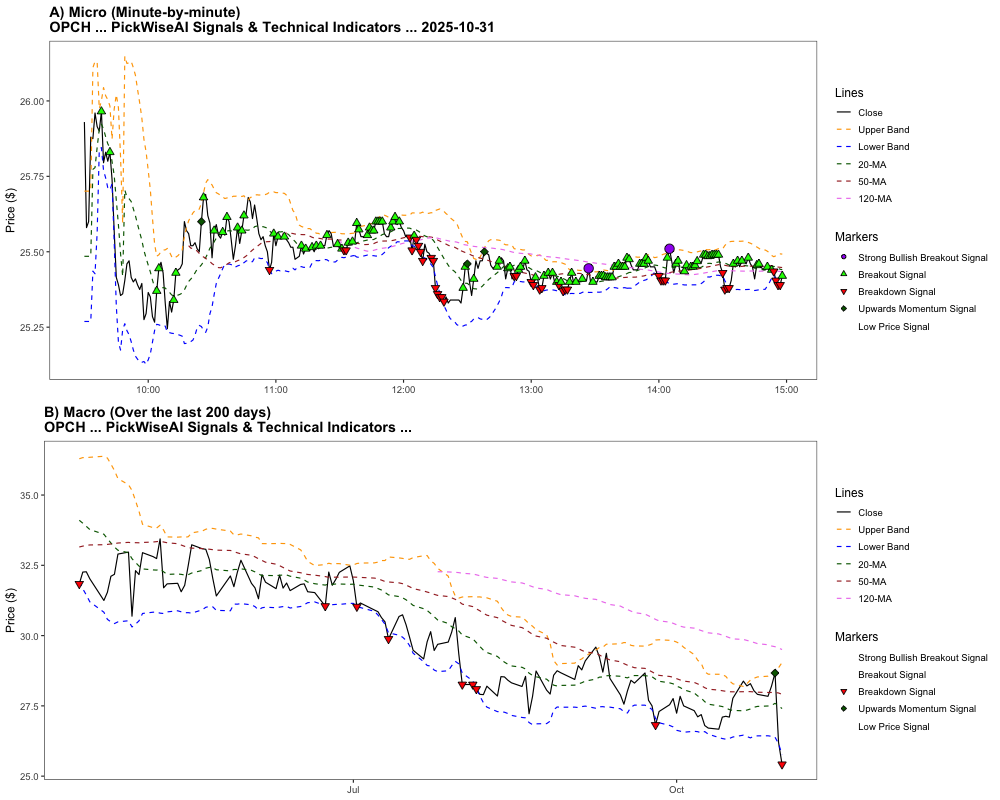 A) Micro (Minute-by-minute)
OPCH ... PickWiseAI Signals & Technical Indicators ... 2025-10-31
Price ($)
26.00
25.75
25.50
25.25
10:00
11:00
12:00
13:00
14:00
15:00
Lines
Close
Upper Band
Lower Band
20-MA
50-MA
120-MA
Markers
Strong Bullish Breakout Signal
Breakout Signal
Breakdown Signal
Upwards Momentum Signal
Low Price Signal
B) Macro (Over the last 200 days)
OPCH ... PickWiseAI Signals & Technical Indicators ...
Price ($)
35.0
32.5
30.0
27.5
25.0
Jul
Oct
Lines
Close
Upper Band
Lower Band
20-MA
50-MA
120-MA
Markers
Strong Bullish Breakout Signal
Breakout Signal
Breakdown Signal
Upwards Momentum Signal
Low Price Signal